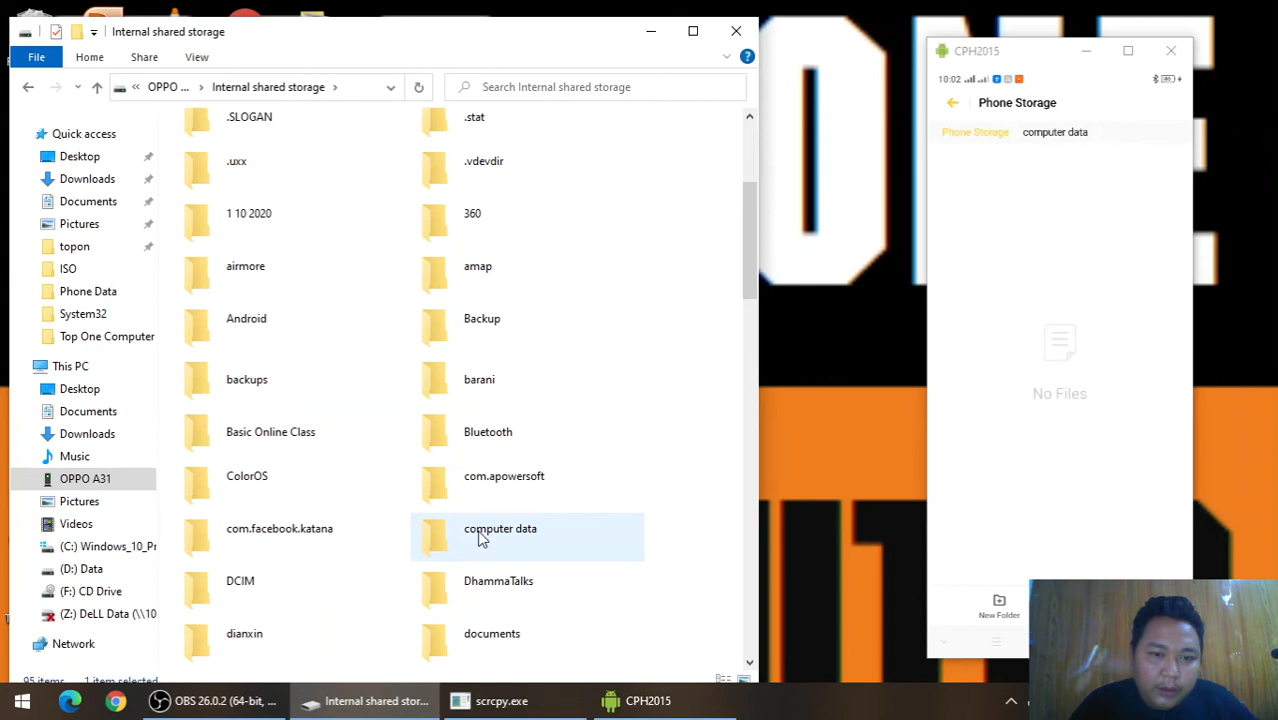 Internal shared storage
File
Home
Share
View
OPPO ...
Internal shared storage
Search Internal shared storage
Quick access
Desktop
Downloads
Documents
Pictures
topon
ISO
Phone Data
System32
Top One Computer
This PC
Desktop
Documents
Downloads
Music
OPPO A31
Pictures
Videos
(C:) Windows_10_Pr
(D:) Data
(F:) CD Drive
(Z:) DeLL Data (\\10
Network
.SLOGAN
.stat
.uxx
.vdevdir
1 10 2020
360
airmore
amap
Android
Backup
backups
barani
Basic Online Class
Bluetooth
ColorOS
com.apowersoft
com.facebook.katana
computer data
DCIM
DhammaTalks
dianxin
documents
95 items
1 item selected
CPH2015
10:02
Phone Storage
Phone Storage
computer data
No Files
New Folder
OBS 26.0.2 (64-bit, ...
Internal shared stor...
scrcpy.exe
CPH2015